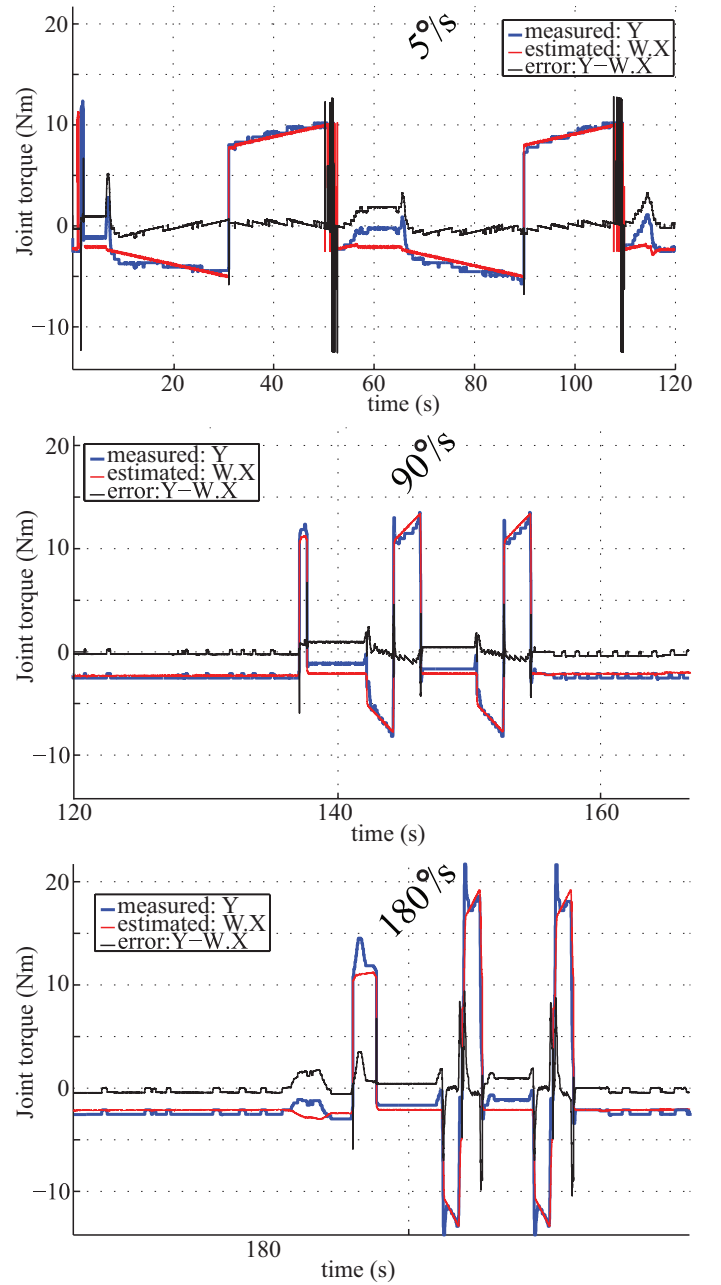 5°/s
measured: Y
estimated: W.X
error:Y−W.X
Joint torque (Nm)
20
10
0
−10
20 40 60 80 100 120
time (s)
90°/s
measured: Y
estimated: W.X
error:Y−W.X
Joint torque (Nm)
20
10
0
−10
120 140 160
time (s)
180°/s
measured: Y
estimated: W.X
error:Y−W.X
Joint torque (Nm)
20
10
0
−10
180
time (s)